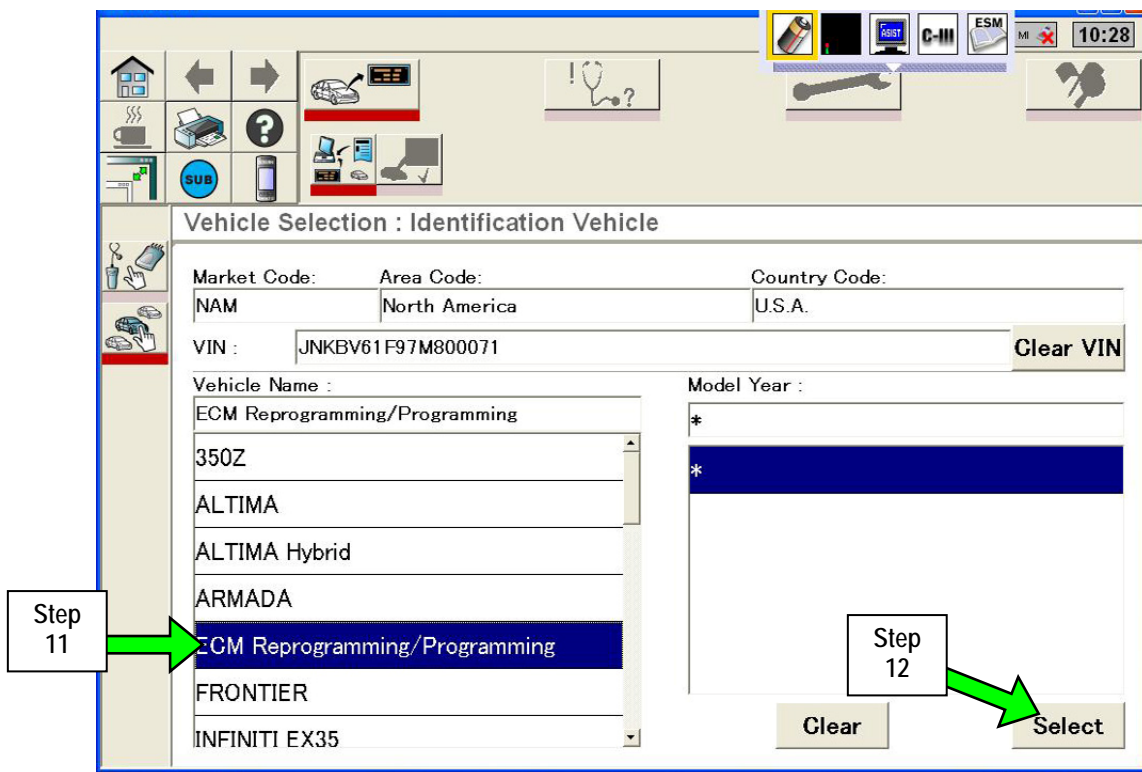 ASIST
C-III
ESM
MI
10:28
! ?
?
SUB
Vehicle Selection : Identification Vehicle
Market Code: Area Code: Country Code:
NAM North America U.S.A.
VIN : JNKBV61F97M800071 Clear VIN
Vehicle Name : Model Year :
ECM Reprogramming/Programming *
350Z *
ALTIMA
ALTIMA Hybrid
ARMADA
Step
11
ECM Reprogramming/Programming
Step
12
FRONTIER
INFINITI EX35
Clear Select